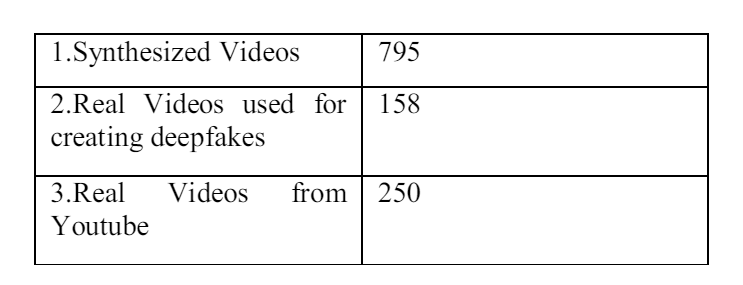 1.Synthesized Videos 795
2.Real Videos used for 158
creating deepfakes
3.Real Videos from 250
Youtube